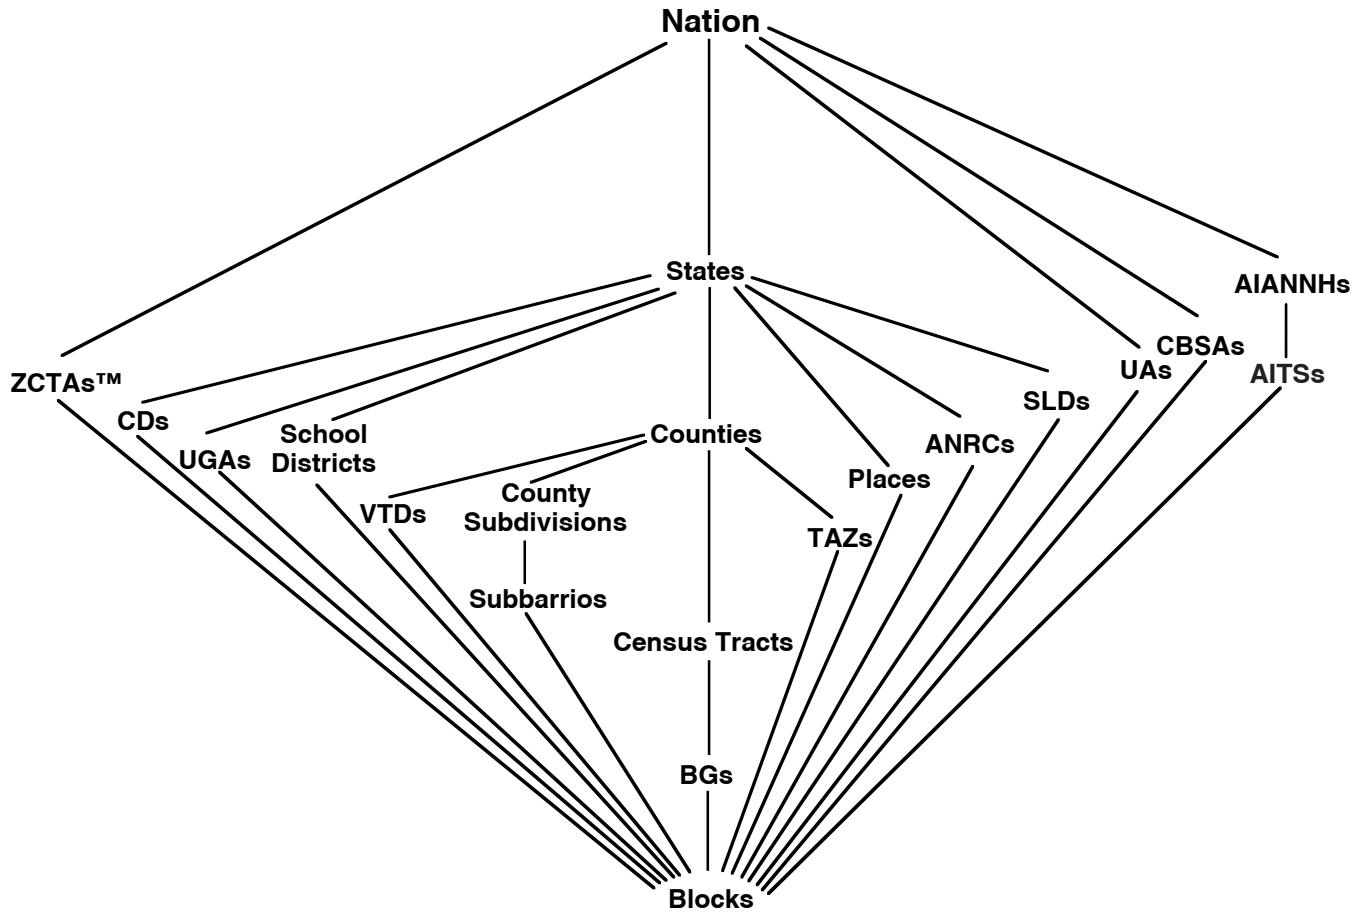 Nation
States
AIANNHs
CBSAs
UAs
AITSs
ZCTAs™
CDs
SLDs
UGAs
School
Districts
Counties
ANRCs
Places
VTDs
County
Subdivisions
TAZs
Subbarrios
Census Tracts
BGs
Blocks